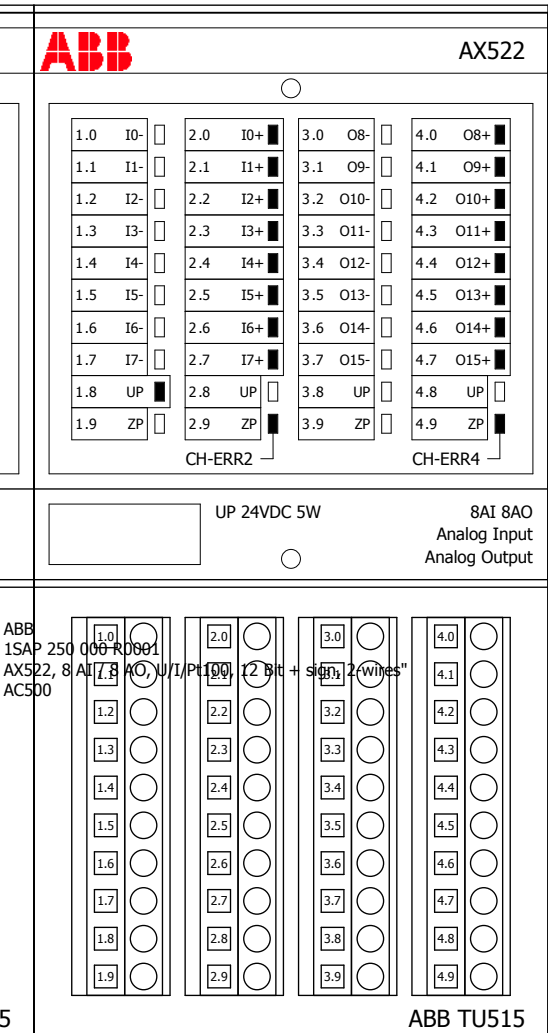 ABB AX522
1.0 I0- 2.0 I0+ 3.0 O8- 4.0 O8+
1.1 I1- 2.1 I1+ 3.1 O9- 4.1 O9+
1.2 I2- 2.2 I2+ 3.2 O10- 4.2 O10+
1.3 I3- 2.3 I3+ 3.3 O11- 4.3 O11+
1.4 I4- 2.4 I4+ 3.4 O12- 4.4 O12+
1.5 I5- 2.5 I5+ 3.5 O13- 4.5 O13+
1.6 I6- 2.6 I6+ 3.6 O14- 4.6 O14+
1.7 I7- 2.7 I7+ 3.7 O15- 4.7 O15+
1.8 UP 2.8 UP 3.8 UP 4.8 UP
1.9 ZP 2.9 ZP 3.9 ZP 4.9 ZP
CH-ERR2 CH-ERR4
UP 24VDC 5W 8AI 8AO
Analog Input
Analog Output
ABB
1SAP 250 000 R0001
AX522, 8 AI / 8 AO, U/I/Pt100, 12 Bit + sign, 2-wires"
AC500
1.0 2.0 3.0 4.0
1.1 2.1 3.1 4.1
1.2 2.2 3.2 4.2
1.3 2.3 3.3 4.3
1.4 2.4 3.4 4.4
1.5 2.5 3.5 4.5
1.6 2.6 3.6 4.6
1.7 2.7 3.7 4.7
1.8 2.8 3.8 4.8
1.9 2.9 3.9 4.9
5 ABB TU515